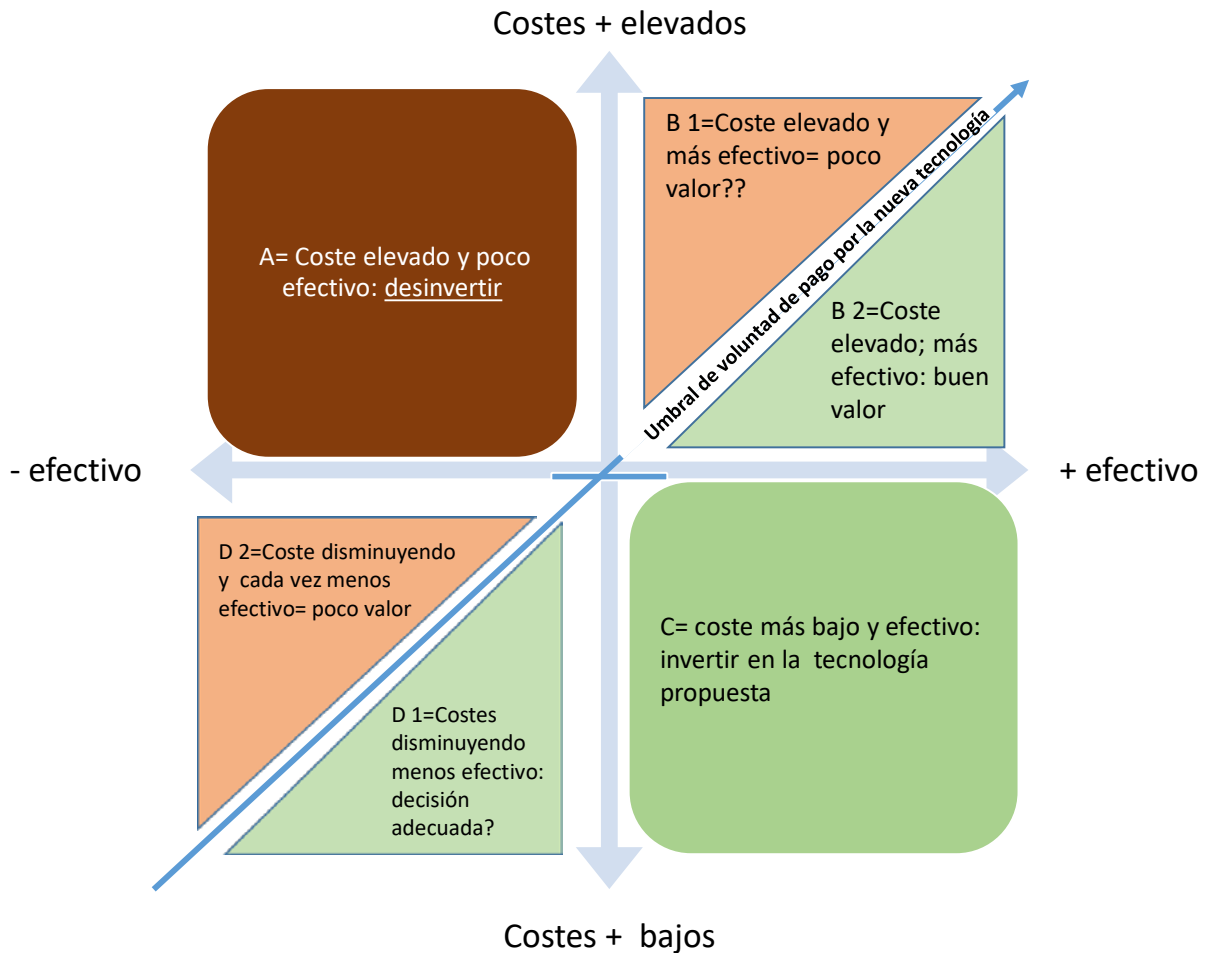 Costes + elevados
A= Coste elevado y poco
efectivo: desinvertir
B 1=Coste elevado y
más efectivo= poco
valor??
Umbral de voluntad de pago por la nueva tecnología
B 2=Coste
elevado; más
efectivo: buen
valor
- efectivo
+ efectivo
D 2=Coste disminuyendo
y cada vez menos
efectivo= poco valor
D 1=Costes
disminuyendo
menos efectivo:
decisión
adecuada?
C= coste más bajo y efectivo:
invertir en la tecnología
propuesta
Costes + bajos